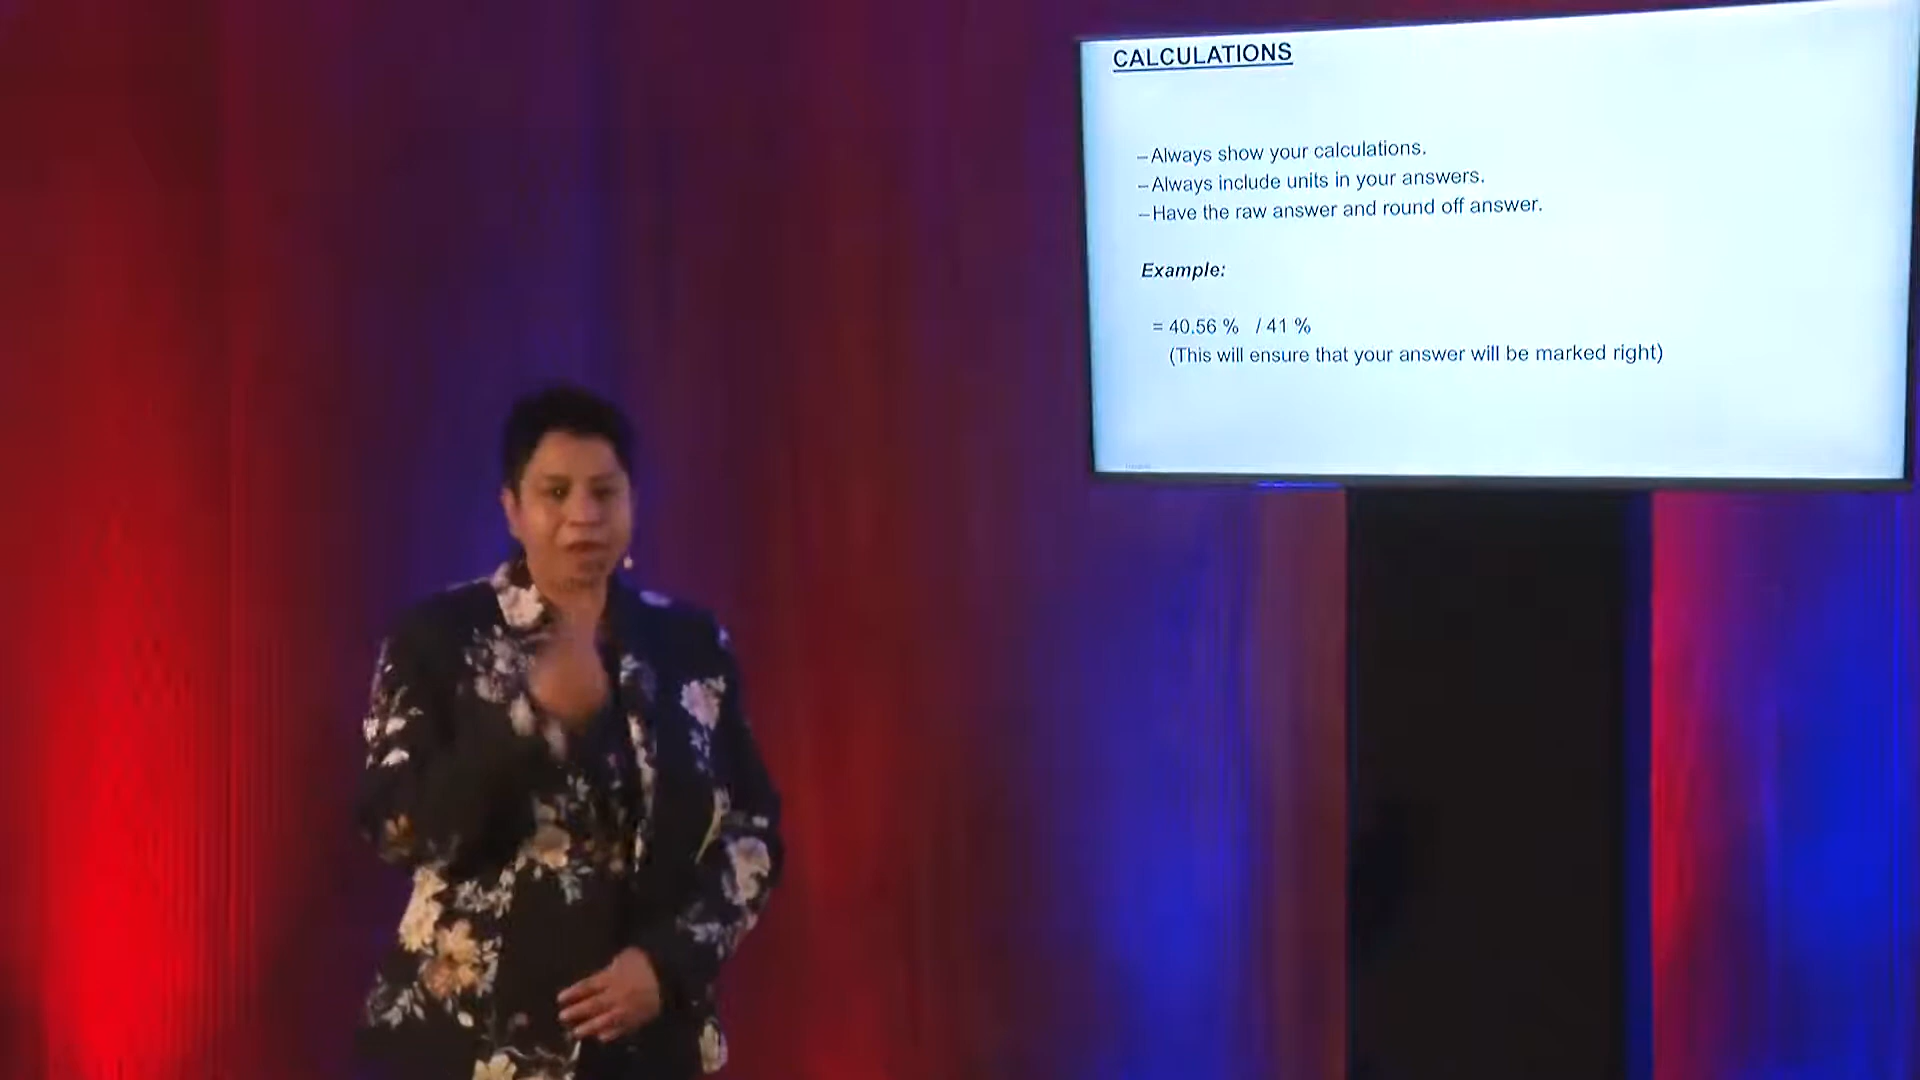 CALCULATIONS
–Always show your calculations.
–Always include units in your answers.
–Have the raw answer and round off answer.
Example:
= 40.56 % / 41 %
(This will ensure that your answer will be marked right)